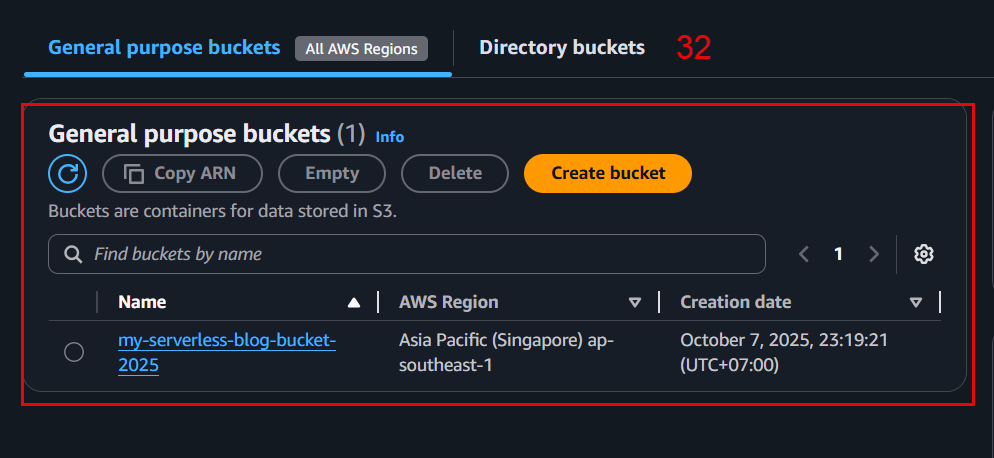 General purpose buckets All AWS Regions Directory buckets 32
General purpose buckets (1) Info
Copy ARN Empty Delete Create bucket
Buckets are containers for data stored in S3.
Find buckets by name 1
Name AWS Region Creation date
my-serverless-blog-bucket- Asia Pacific (Singapore) ap- October 7, 2025, 23:19:21
2025 southeast-1 (UTC+07:00)